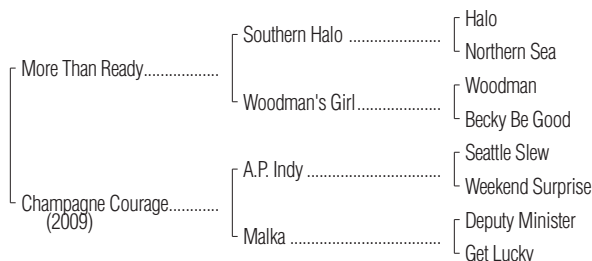 Halo
Southern Halo ......................
Northern Sea
More Than Ready..................
Woodman
Woodman's Girl....................
Becky Be Good
Seattle Slew
A.P. Indy ................................
Weekend Surprise
Champagne Courage............
(2009)
Deputy Minister
Malka ....................................
Get Lucky